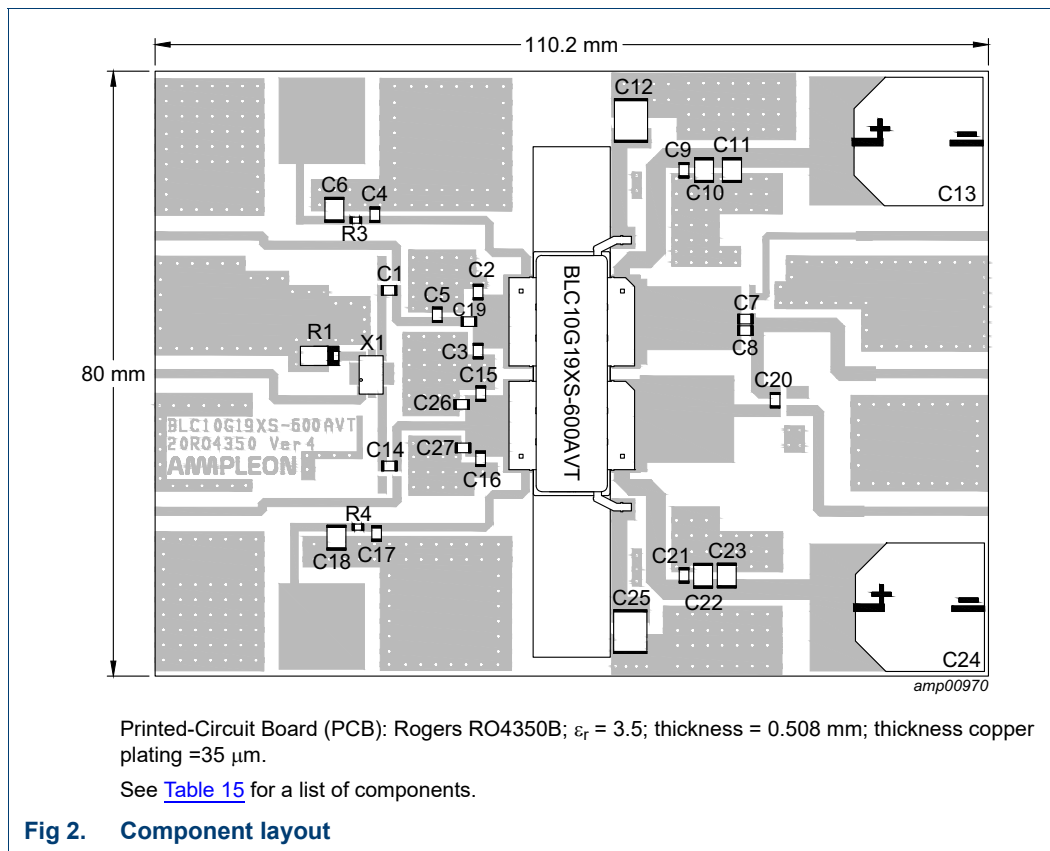 110.2 mm
80 mm
C12
C9
C11
C10
C13
C6
C4
R3
C1
C2
C5
C19
C3
R1
X1
C15
C26
C27
C16
C14
C7
C8
C20
BLC10G19XS-600AVT
BLC10G19XS-600AVT
20RO4350 Ver4
AMPLEON
R4
C18
C17
C21
C23
C22
C25
C24
amp00970
Printed-Circuit Board (PCB): Rogers RO4350B; εr = 3.5; thickness = 0.508 mm; thickness copper
plating =35 μm.
See Table 15 for a list of components.
Fig 2. Component layout